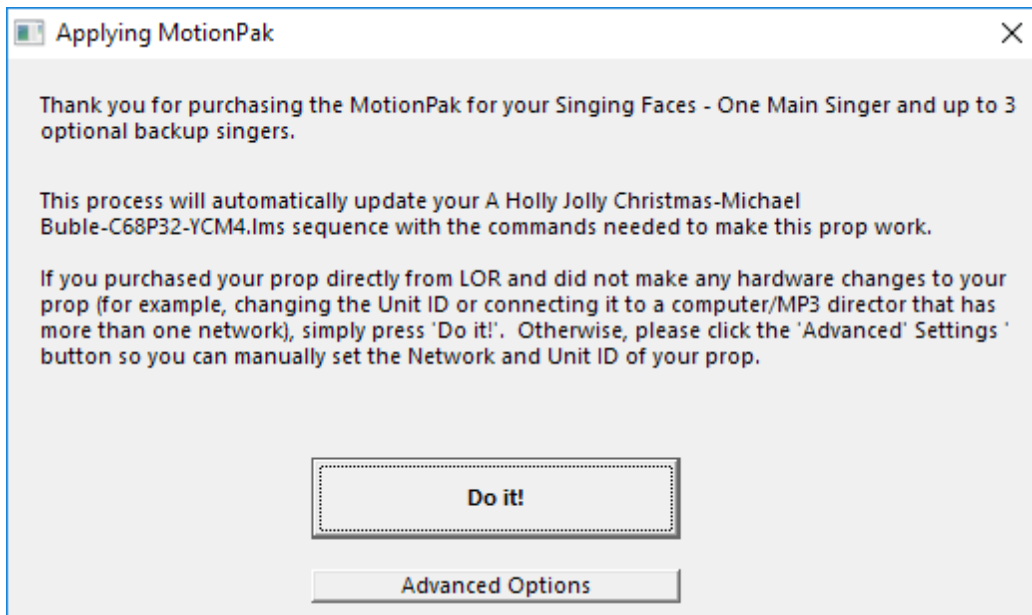 Applying MotionPak
Thank you for purchasing the MotionPak for your Singing Faces - One Main Singer and up to 3
optional backup singers.
This process will automatically update your A Holly Jolly Christmas-Michael
Buble-C68P32-YCM4.lms sequence with the commands needed to make this prop work.
If you purchased your prop directly from LOR and did not make any hardware changes to your
prop (for example, changing the Unit ID or connecting it to a computer/MP3 director that has
more than one network), simply press 'Do it!'.  Otherwise, please click the 'Advanced' Settings '
button so you can manually set the Network and Unit ID of your prop.
Do it!
Advanced Options